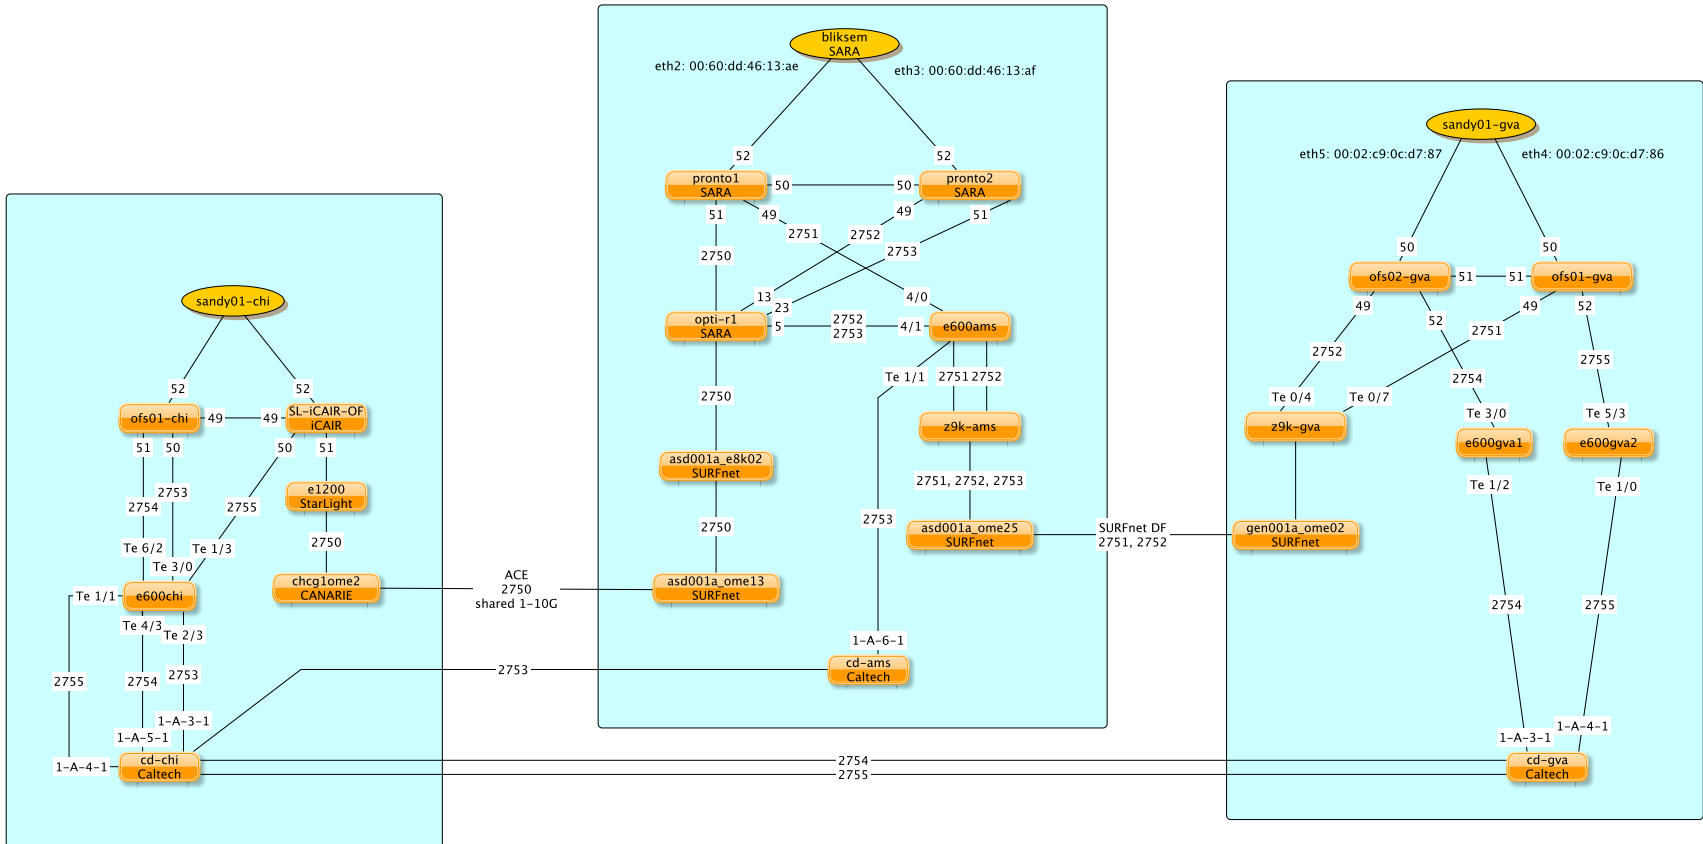 bliksem
SARA
eth2: 00:60:dd:46:13:ae
eth3: 00:60:dd:46:13:af
52
52
pronto1
SARA
50
50
pronto2
SARA
51
49
49
51
2751
2752
2750
2753
13
23
4/0
opti-r1
SARA
5
2752
2753
4/1
e600ams
Te 1/1
2751
2752
2750
z9k-ams
asd001a_e8k02
SURFnet
2751, 2752, 2753
2750
2753
asd001a_ome25
SURFnet
SURFnet DF
2751, 2752
asd001a_ome13
SURFnet
1-A-6-1
cd-ams
Caltech
sandy01-chi
52
52
ofs01-chi
49
49
SL-iCAIR-OF
iCAIR
51
50
50
51
2753
e1200
StarLight
2754
2755
2750
Te 6/2
Te 1/3
Te 3/0
chcg1ome2
CANARIE
ACE
2750
shared 1-10G
Te 1/1
e600chi
Te 4/3
Te 2/3
2755
2754
2753
2753
1-A-3-1
1-A-5-1
1-A-4-1
cd-chi
Caltech
2754
2755
sandy01-gva
eth5: 00:02:c9:0c:d7:87
eth4: 00:02:c9:0c:d7:86
50
50
ofs02-gva
51
51
ofs01-gva
49
52
49
52
2751
2752
2755
2754
Te 0/4
Te 0/7
Te 3/0
Te 5/3
z9k-gva
e600gva1
e600gva2
Te 1/2
Te 1/0
gen001a_ome02
SURFnet
2754
2755
1-A-3-1
1-A-4-1
cd-gva
Caltech